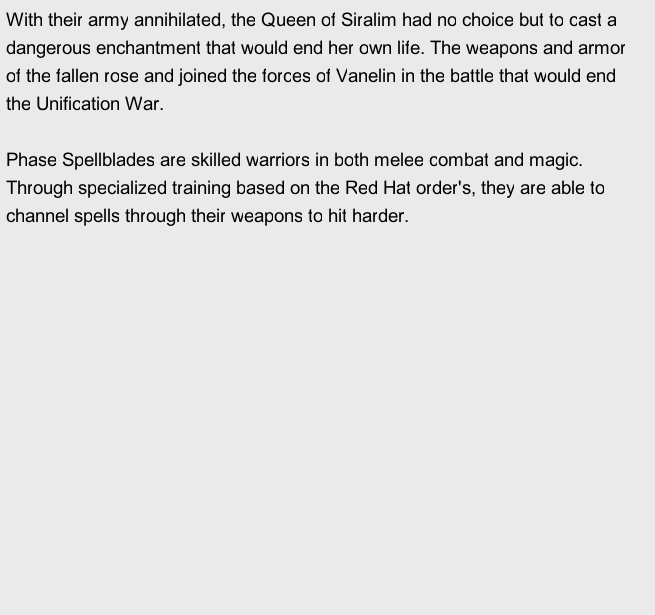 With their army annihilated, the Queen of Siralim had no choice but to cast a
dangerous enchantment that would end her own life. The weapons and armor
of the fallen rose and joined the forces of Vanelin in the battle that would end
the Unification War.
Phase Spellblades are skilled warriors in both melee combat and magic.
Through specialized training based on the Red Hat order's, they are able to
channel spells through their weapons to hit harder.